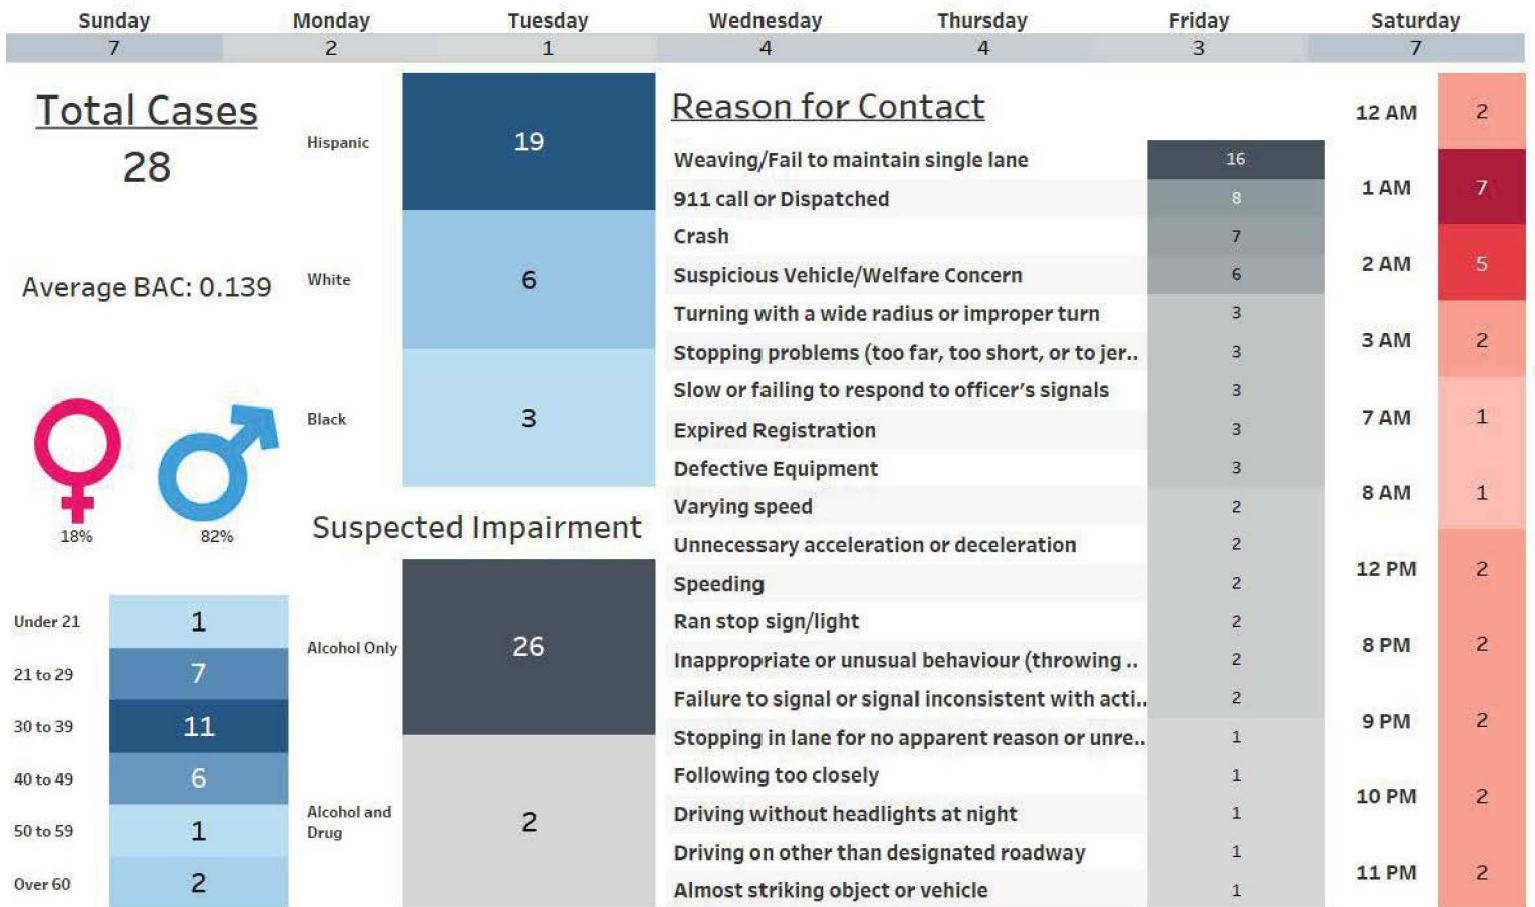 Sunday Monday Tuesday Wednesday Thursday Friday Saturday
7 2 1 4 4 3 7
Total Cases
28
Average BAC: 0.139
18% 82%
Under 21 1
21 to 29 7
30 to 39 11
40 to 49 6
50 to 59 1
Over 60 2
Hispanic 19
White 6
Black 3
Suspected Impairment
Alcohol Only 26
Alcohol and
Drug 2
Reason for Contact
Weaving/Fail to maintain single lane 16
911 call or Dispatched 8
Crash 7
Suspicious Vehicle/Welfare Concern 6
Turning with a wide radius or improper turn 3
Stopping problems (too far, too short, or to jer.. 3
Slow or failing to respond to officer's signals 3
Expired Registration 3
Defective Equipment 3
Varying speed 2
Unnecessary acceleration or deceleration 2
Speeding 2
Ran stop sign/light 2
Inappropriate or unusual behaviour (throwing .. 2
Failure to signal or signal inconsistent with acti.. 2
Stopping in lane for no apparent reason or unre.. 1
Following too closely 1
Driving without headlights at night 1
Driving on other than designated roadway 1
Almost striking object or vehicle 1
12 AM 2
1 AM 7
2 AM 5
3 AM 2
7 AM 1
8 AM 1
12 PM 2
8 PM 2
9 PM 2
10 PM 2
11 PM 2